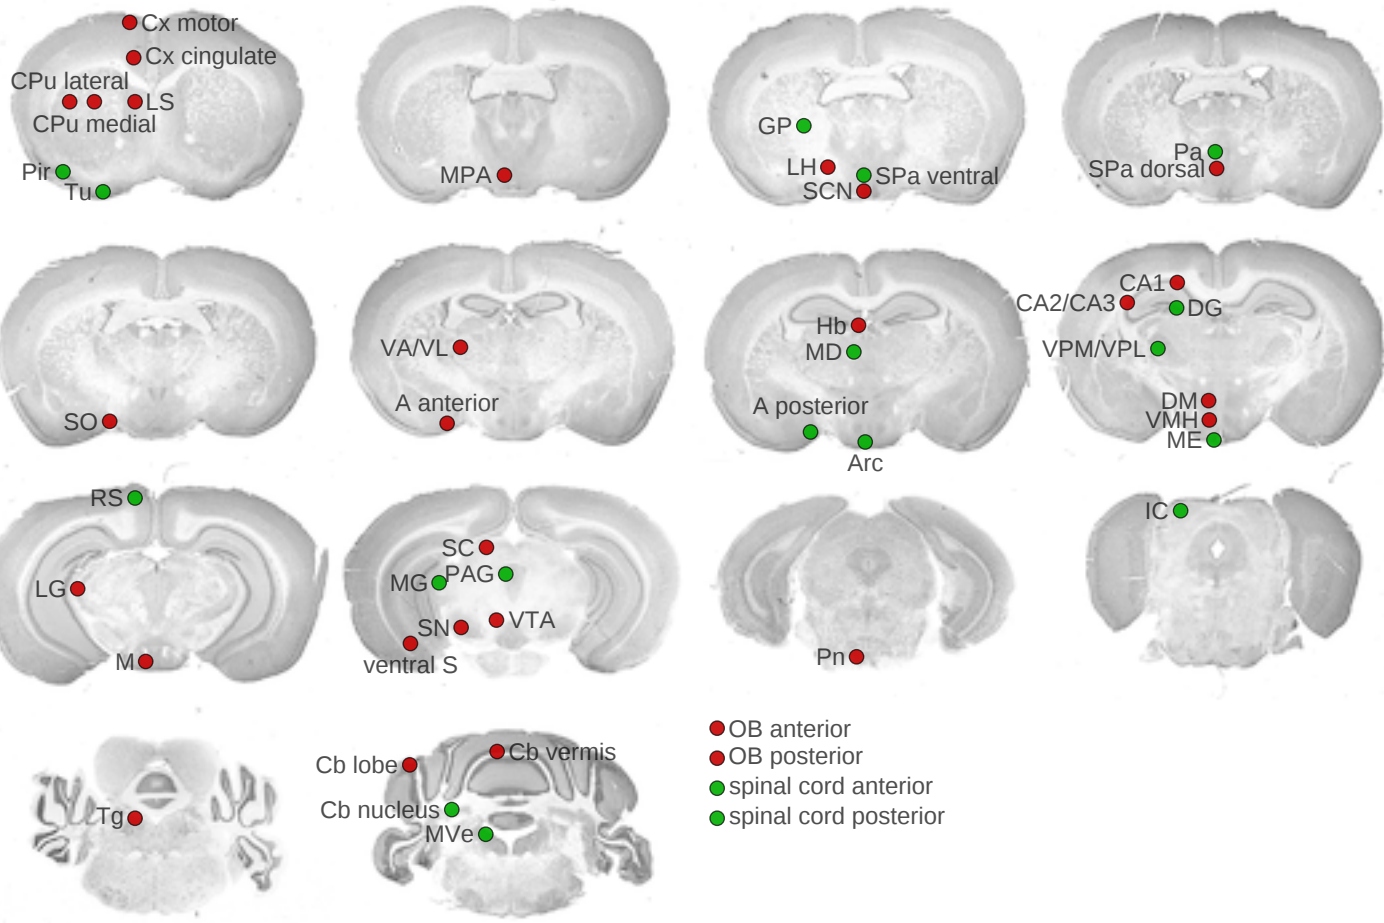 Cx motor
Cx cingulate
CPu lateral
LS
CPu medial
Pir
Tu
MPA
GP
LH
SPa ventral
SCN
Pa
SPa dorsal
SO
VA/VL
A anterior
Hb
MD
A posterior
Arc
CA1
CA2/CA3
DG
VPM/VPL
DM
VMH
ME
RS
LG
M
SC
MG
PAG
SN
VTA
ventral S
Pn
IC
Tg
Cb lobe
Cb vermis
Cb nucleus
MVe
OB anterior
OB posterior
spinal cord anterior
spinal cord posterior